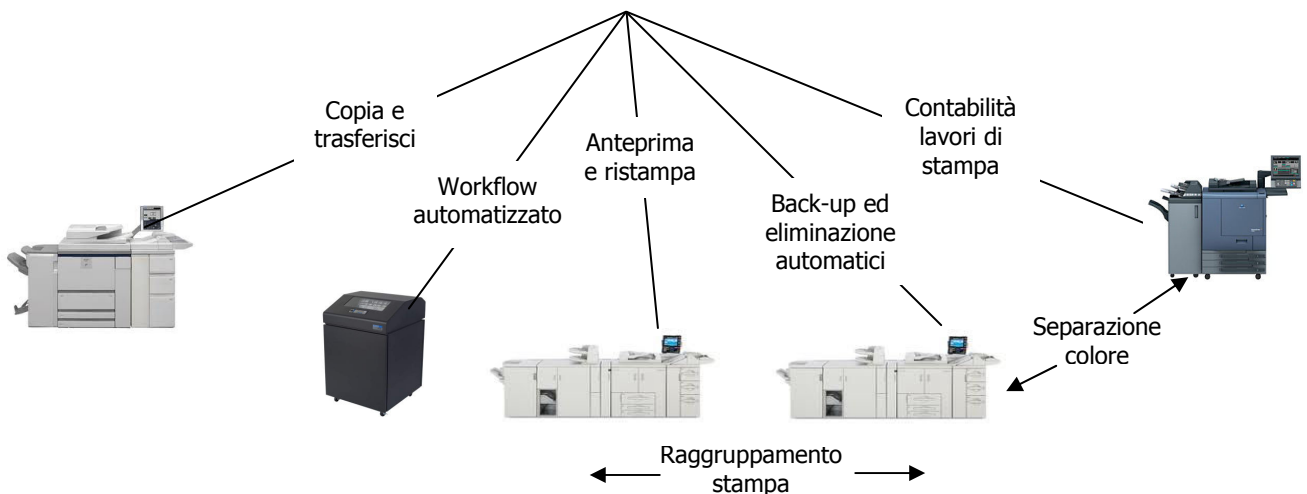 Copia e
trasferisci
Workflow
automatizzato
Anteprima
e ristampa
Back-up ed
eliminazione
automatici
Contabilità
lavori di
stampa
Separazione
colore
Raggruppamento
stampa